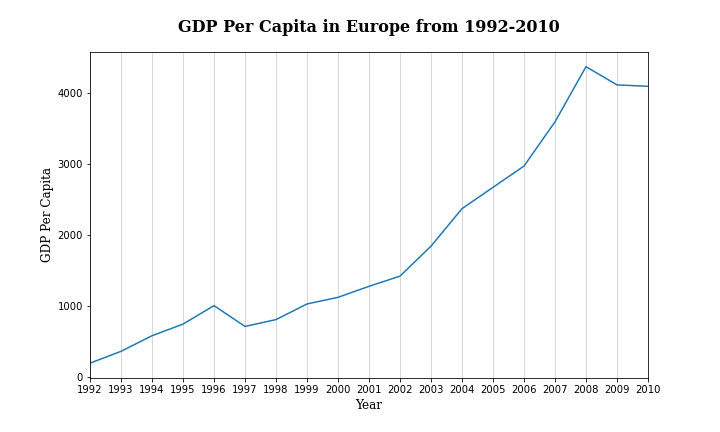 GDP Per Capita in Europe from 1992-2010
GDP Per Capita
4000
3000
2000
1000
0
1992 1993 1994 1995 1996 1997 1998 1999 2000 2001 2002 2003 2004 2005 2006 2007 2008 2009 2010
Year